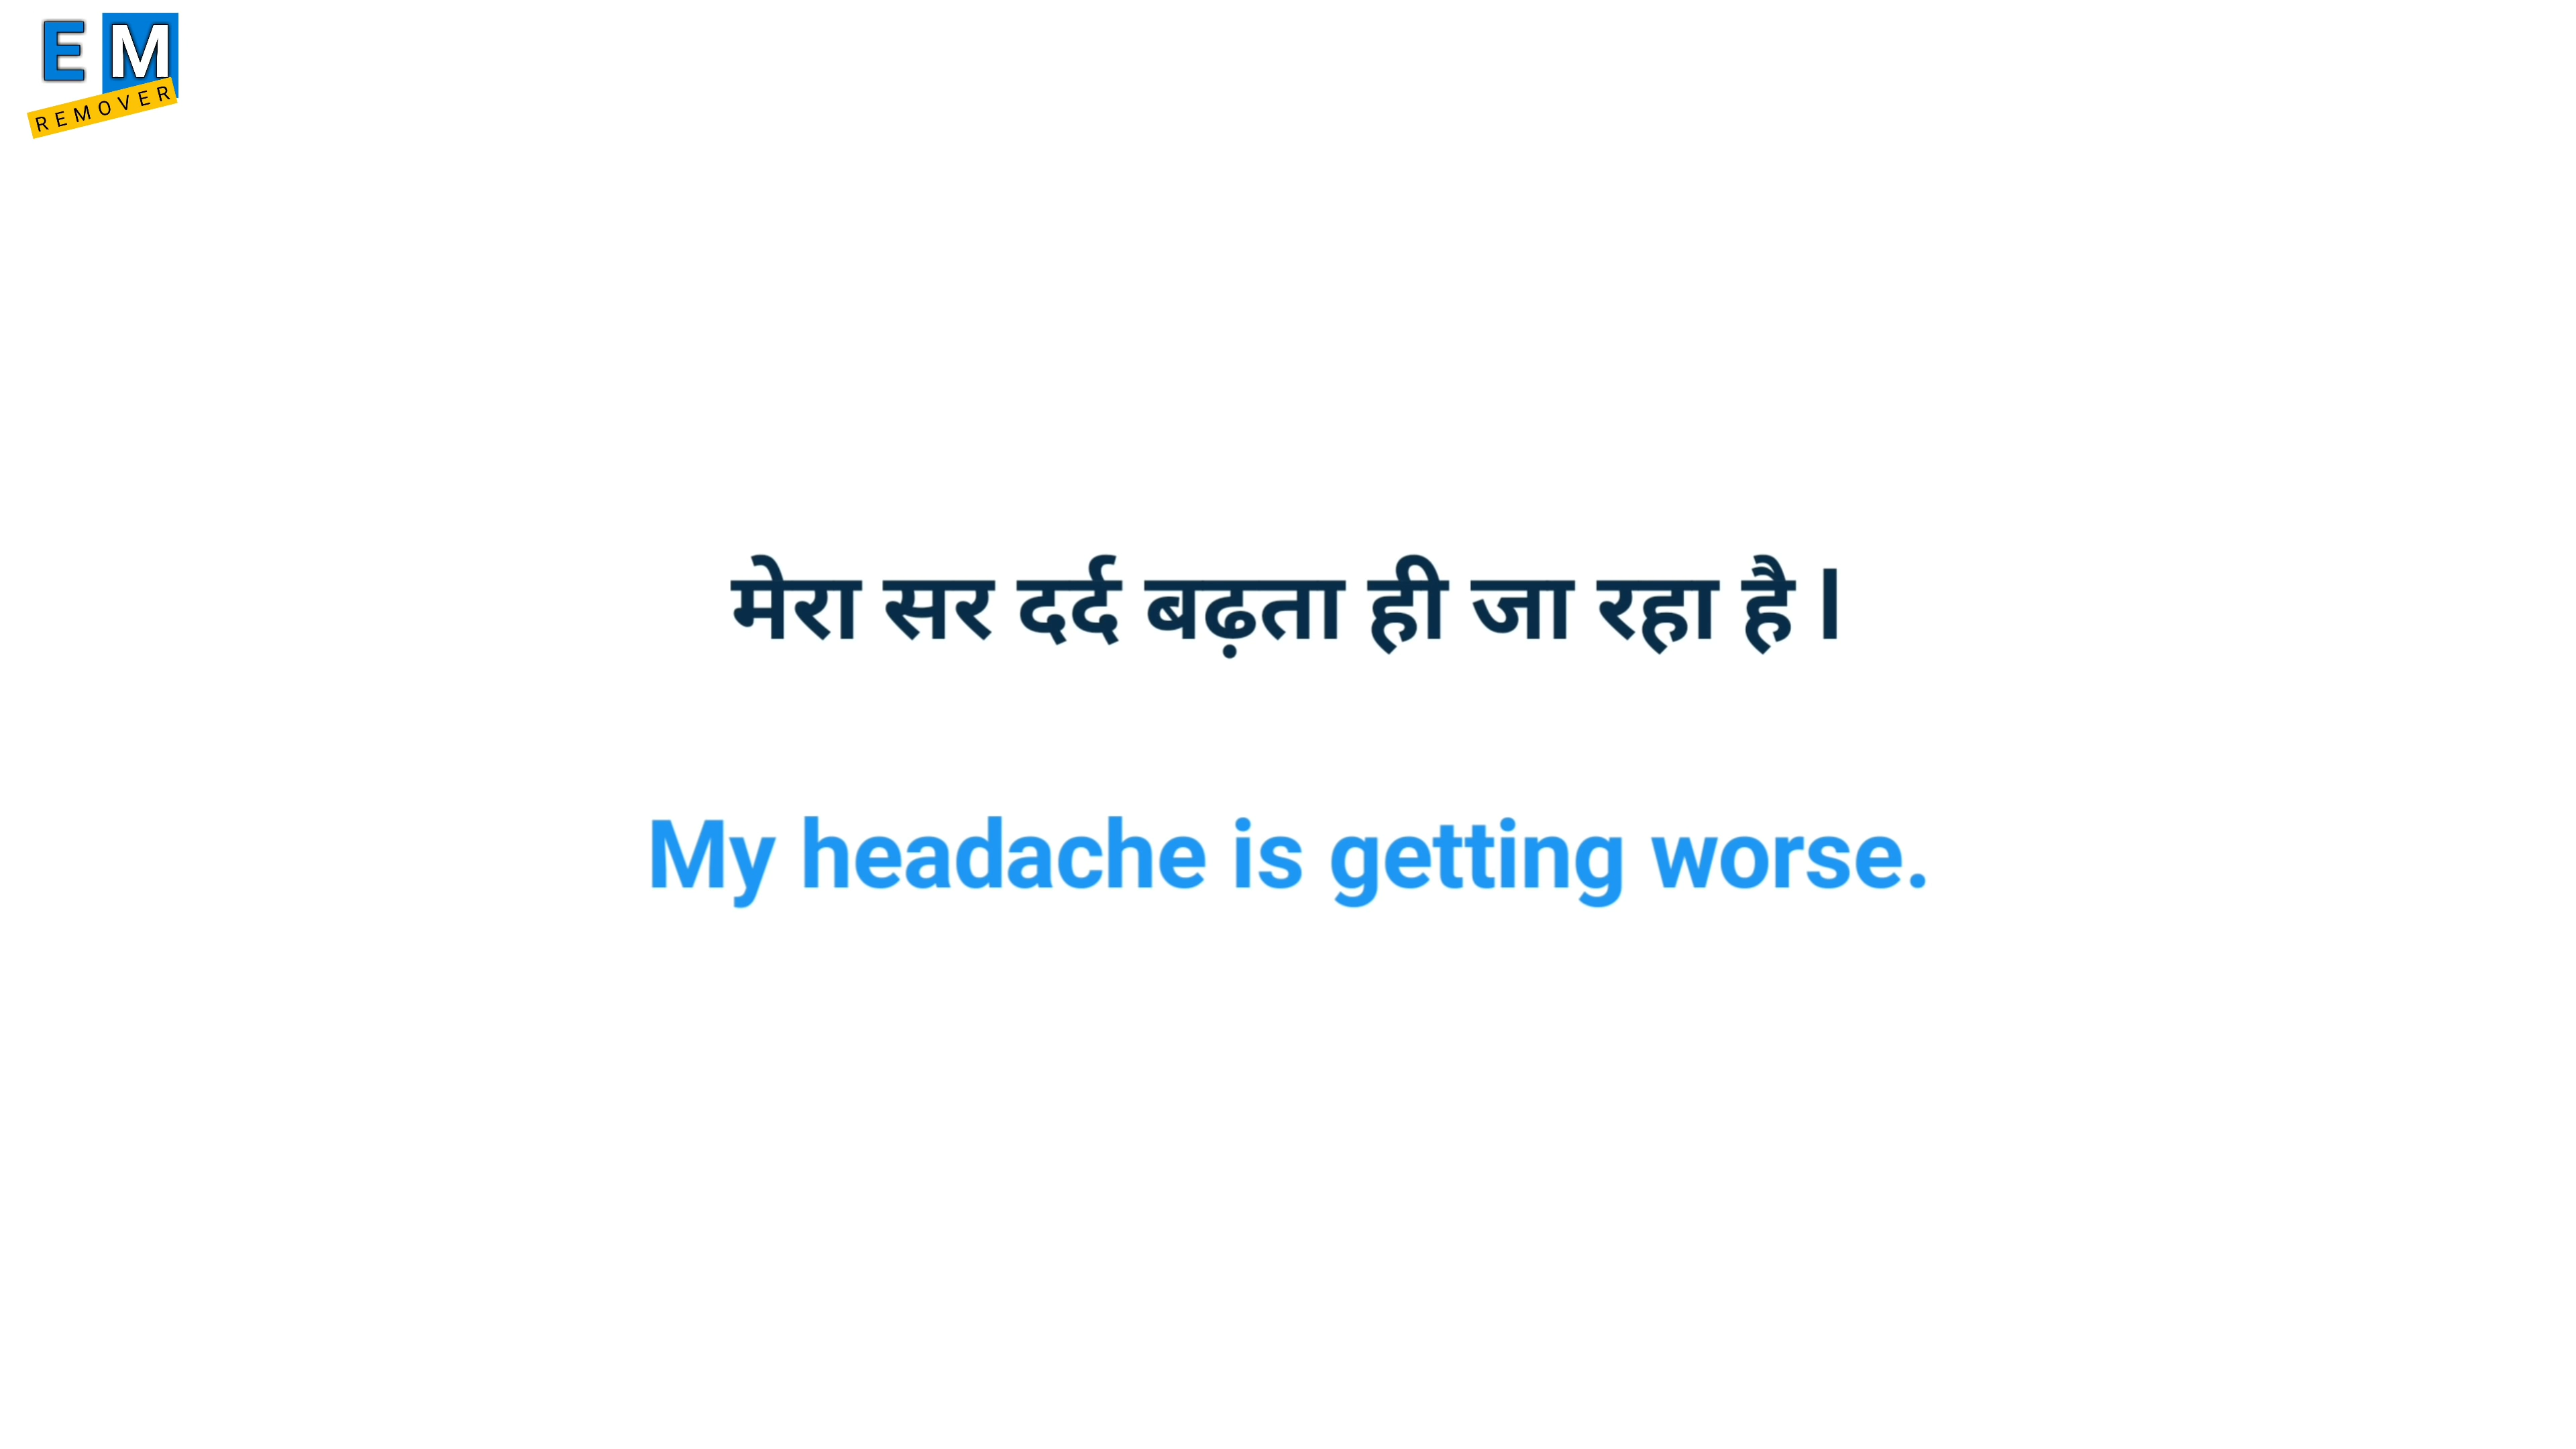 E M
REMOVER
मेरा सर दर्द बढ़ता ही जा रहा है l
My headache is getting worse.